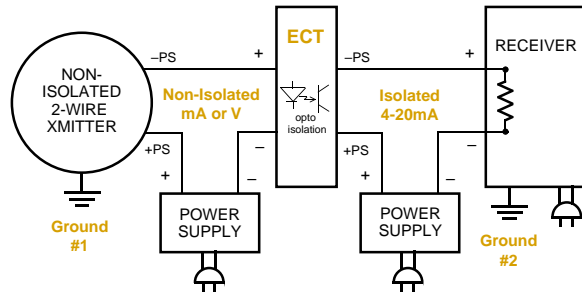 ECT
RECEIVER
–PS
+
–PS
+
NON-
ISOLATED
2-WIRE
XMITTER
Non-Isolated
mA or V
opto
isolation
Isolated
4-20mA
+PS
–
+PS
–
+
–
+
–
Ground
#1
POWER
SUPPLY
POWER
SUPPLY
Ground
#2